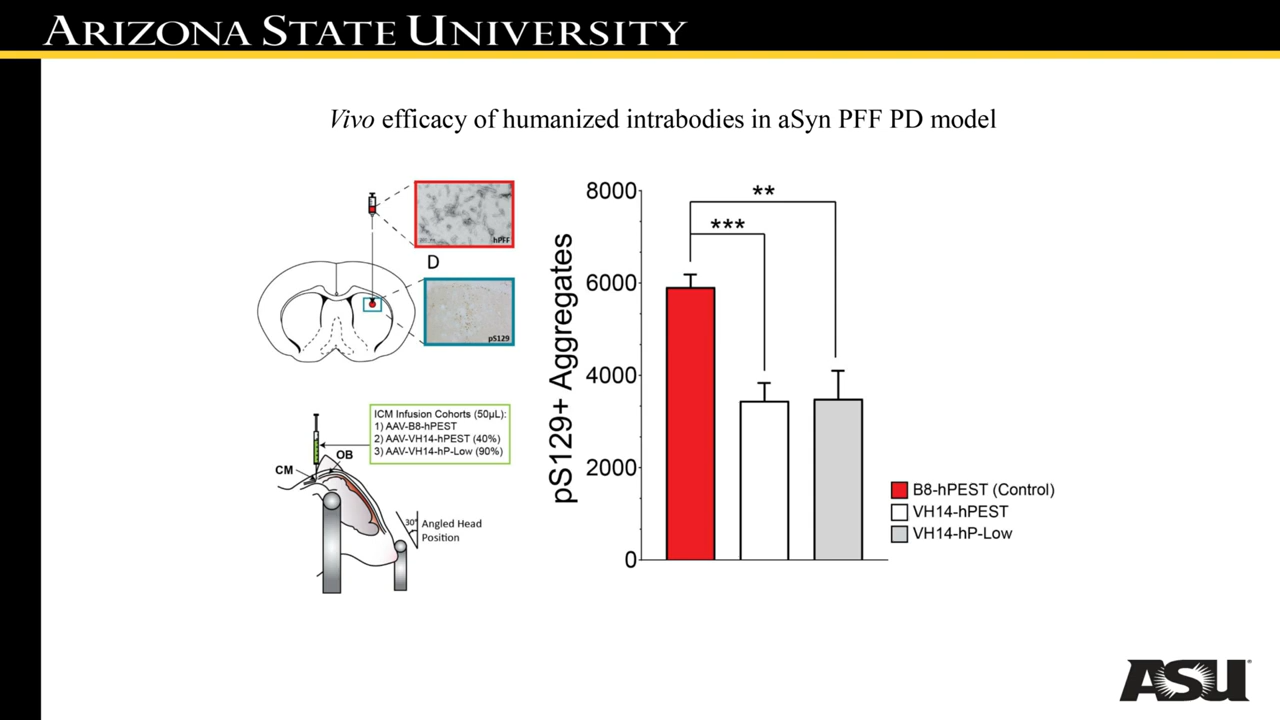 ARIZONA STATE UNIVERSITY
Vivo efficacy of humanized intrabodies in aSyn PFF PD model
hPFF
D
pS129
ICM Infusion Cohorts (50µL):
1) AAV-B8-hPEST
2) AAV-VH14-hPEST (40%)
3) AAV-VH14-hP-Low (90%)
OB
CM
30°
Angled Head
Position
pS129+ Aggregates
8000
6000
4000
2000
0
**
***
B8-hPEST (Control)
VH14-hPEST
VH14-hP-Low
ASU